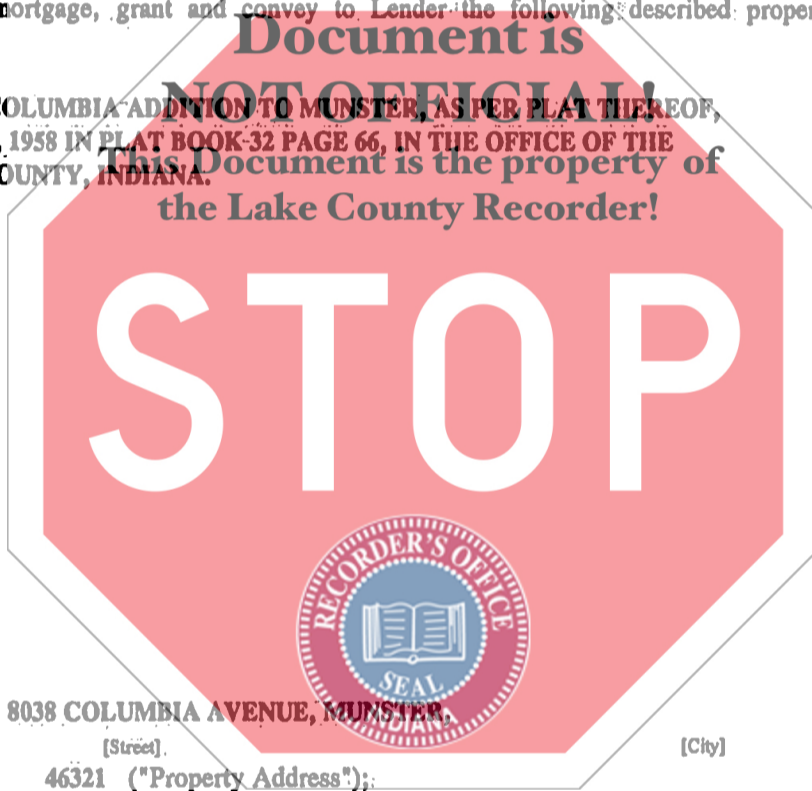 mortgage, grant and convey to Lender the following described proper
Document is
NOT OFFICIAL!
OLUMBIA ADDITION TO MUNSTER, AS PER PLAT THEREOF,
, 1958 IN PLAT BOOK 32 PAGE 66, IN THE OFFICE OF THE
This Document is the property of
OUNTY, INDIANA.
the Lake County Recorder!
STOP
RECORDER'S OFFICE
SEAL
INDIANA
8038 COLUMBIA AVENUE, MUNSTER,
[Street] [City]
46321 ("Property Address");